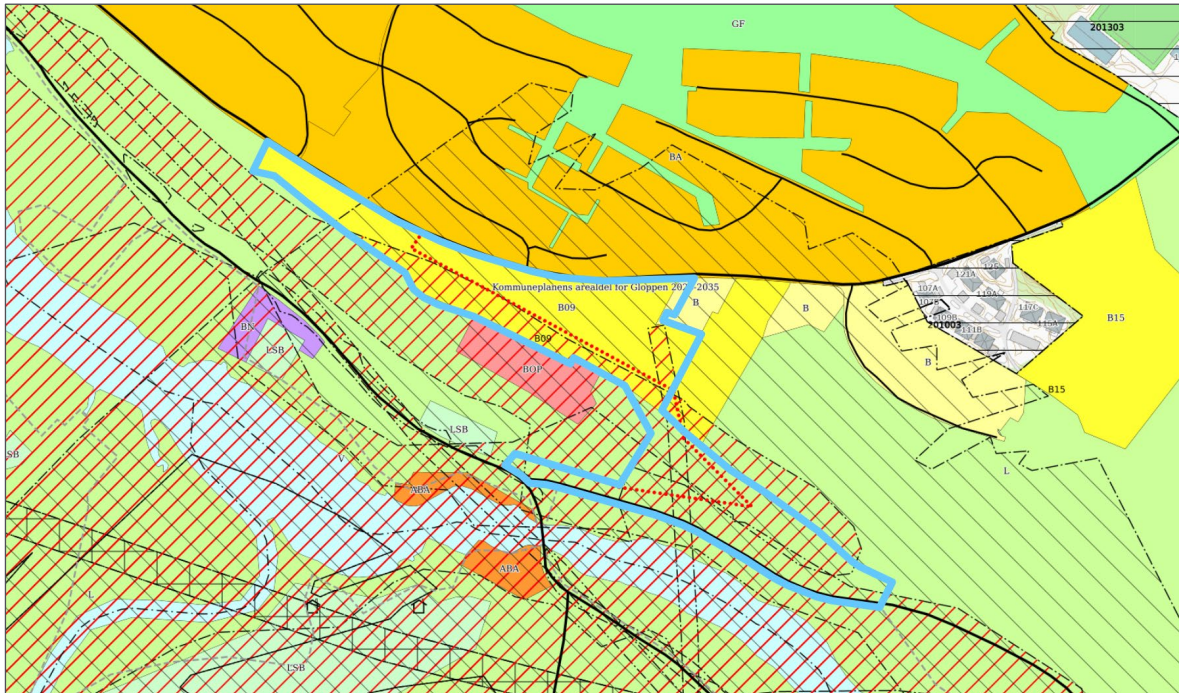 GF
201303
BA
12E
121A
107A
119A
107B
117C
109B
115A
201003
111B
Kommuneplanens arealdel for Gloppen
2035
B
B
B09
B15
BN
LSB
B09
BOP
B
B15
LSB
SB
V
L
ABA
ABA
L
LSB